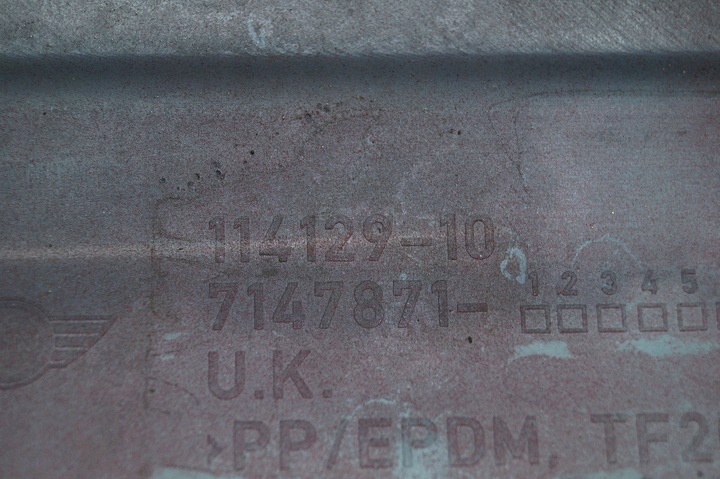 114129-10
7147871- 1 2 3 4 5
U.K.
>PP/EPDM, TF2